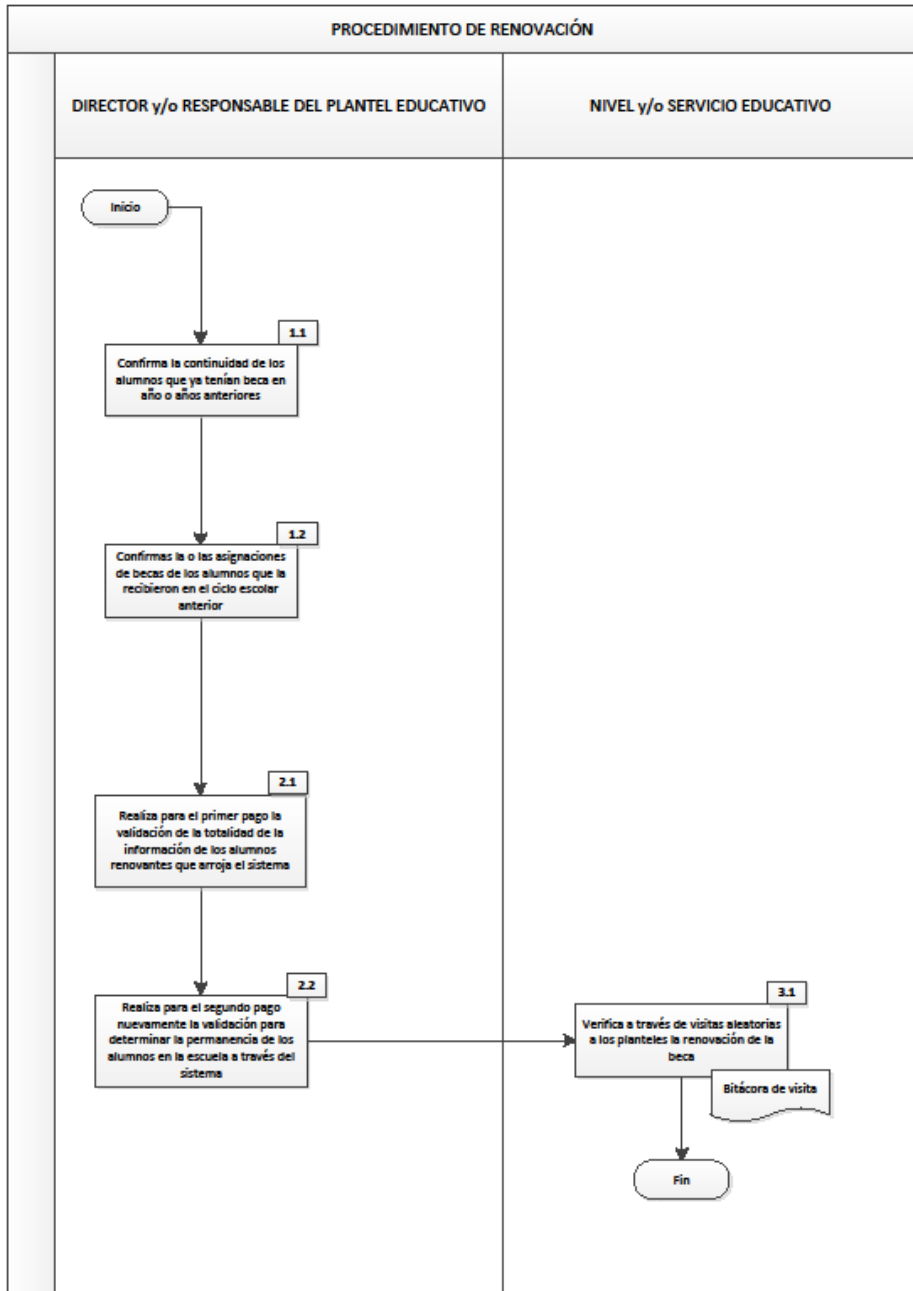 PROCEDIMIENTO DE RENOVACIÓN
DIRECTOR y/o RESPONSABLE DEL PLANTEL EDUCATIVO
NIVEL y/o SERVICIO EDUCATIVO
Inicio
1.1
Confirma la continuidad de los
alumnos que ya tenían beca en
año o años anteriores
1.2
Confirmas la o las asignaciones
de becas de los alumnos que la
recibieron en el ciclo escolar
anterior
2.1
Realiza para el primer pago la
validación de la totalidad de la
información de los alumnos
renovantes que arroja el sistema
2.2
Realiza para el segundo pago
nuevamente la validación para
determinar la permanencia de los
alumnos en la escuela a través del
sistema
3.1
Verifica a través de visitas aleatorias
a los planteles la renovación de la
beca
Bitácora de visita
Fin